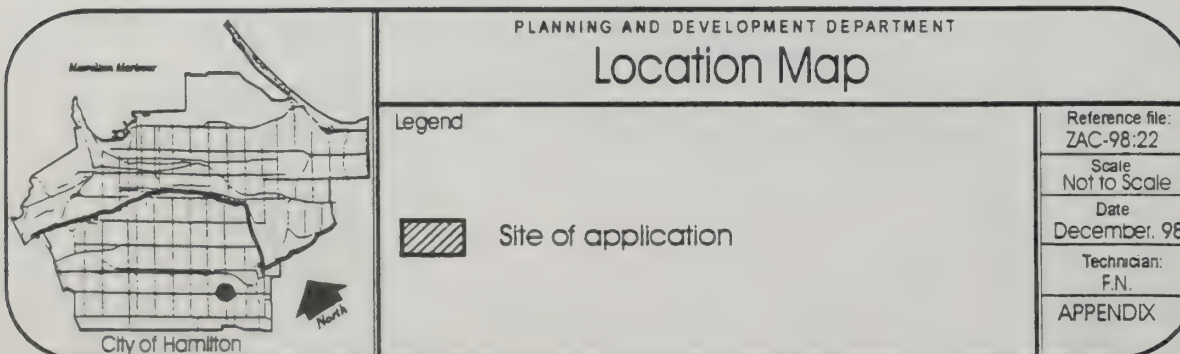 Hamilton Harbour
North
City of Hamilton
PLANNING AND DEVELOPMENT DEPARTMENT
Location Map
Legend
Site of application
Reference file:
ZAC-98:22
Scale
Not to Scale
Date
December. 98
Technician:
F.N.
APPENDIX